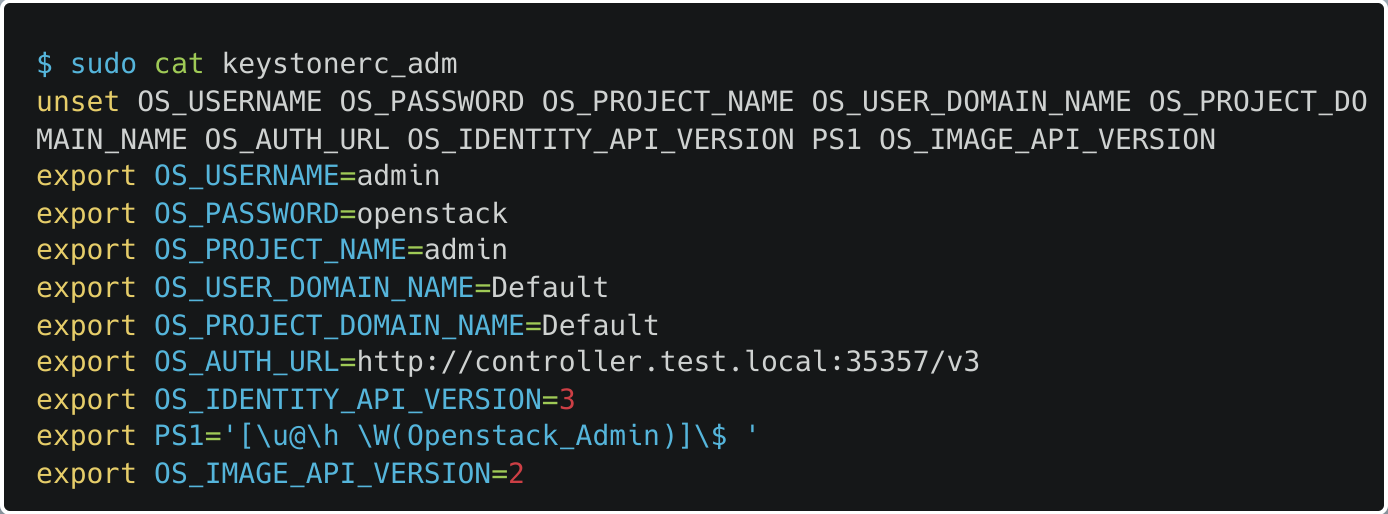 $ sudo cat keystonerc_adm
unset OS_USERNAME OS_PASSWORD OS_PROJECT_NAME OS_USER_DOMAIN_NAME OS_PROJECT_DO
MAIN_NAME OS_AUTH_URL OS_IDENTITY_API_VERSION PS1 OS_IMAGE_API_VERSION
export OS_USERNAME=admin
export OS_PASSWORD=openstack
export OS_PROJECT_NAME=admin
export OS_USER_DOMAIN_NAME=Default
export OS_PROJECT_DOMAIN_NAME=Default
export OS_AUTH_URL=http://controller.test.local:35357/v3
export OS_IDENTITY_API_VERSION=3
export PS1='[\u@\h \W(Openstack_Admin)]\$ '
export OS_IMAGE_API_VERSION=2